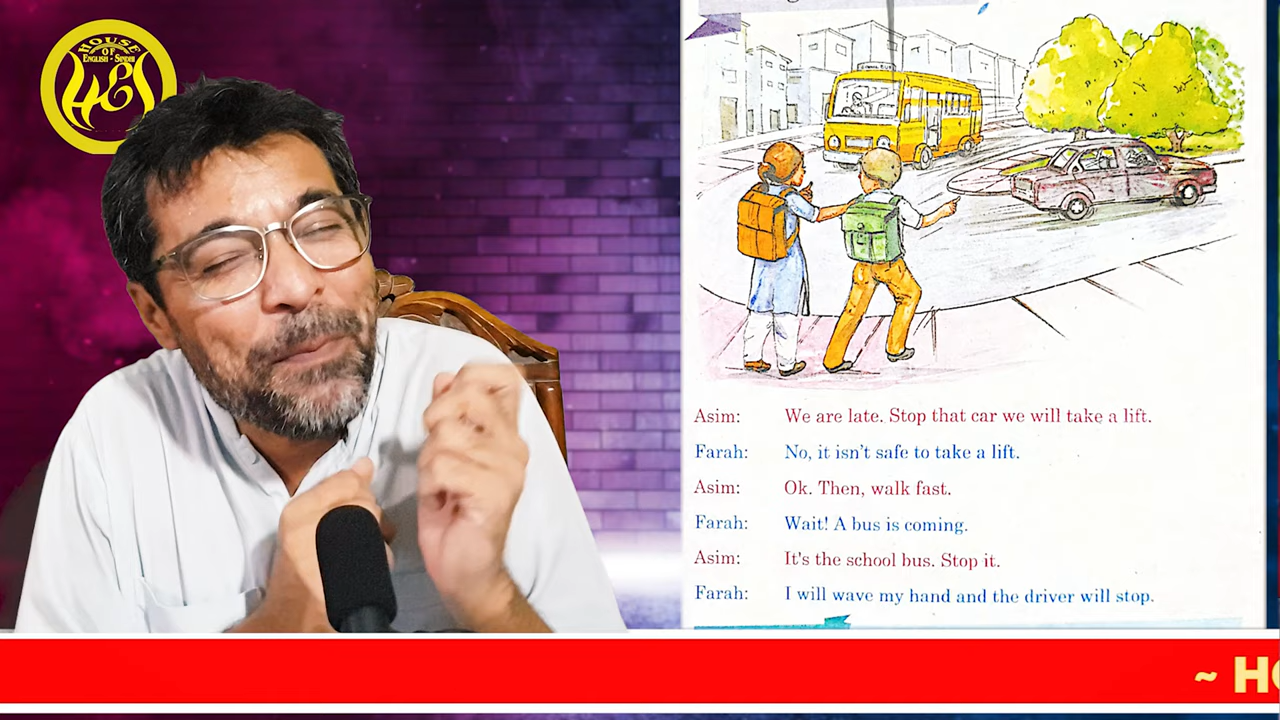 HOUSE
OF
ENGLISH - SINDHI
SCHOOL BUS
Asim: We are late. Stop that car we will take a lift.
Farah: No, it isn't safe to take a lift.
Asim: Ok. Then, walk fast.
Farah: Wait! A bus is coming.
Asim: It's the school bus. Stop it.
Farah: I will wave my hand and the driver will stop.
~ HO